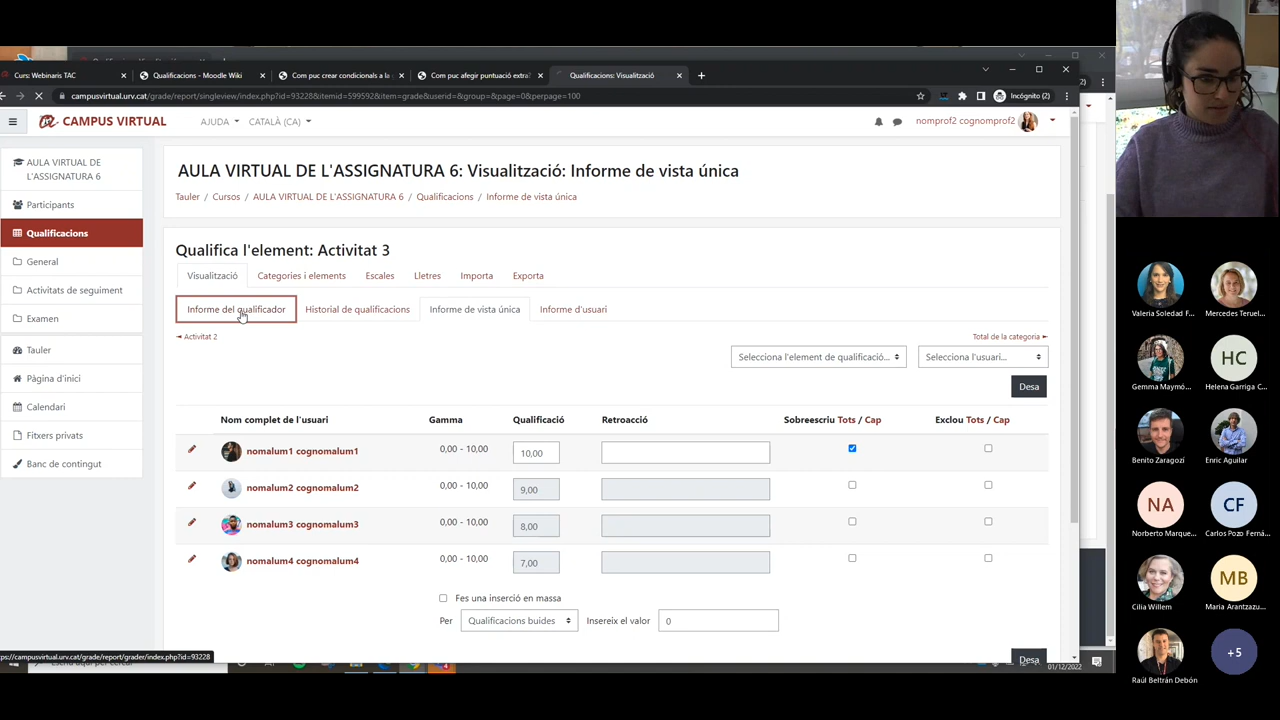 Curs: Webinaris TAC
Qualificacions - Moodle Wiki
Com puc crear condicionals a la
Com puc afegir puntuació extra
Qualificacions: Visualització
campusvirtual.urv.cat/grade/report/singleview/index.php?id=93228&itemid=599592&item=grade&userid=&group=&page=0&perpage=100
Incógnito (2)
CAMPUS VIRTUAL
AJUDA
CATALÀ (CA)
nomprof2 cognomprof2
AULA VIRTUAL DE
L'ASSIGNATURA 6
Participants
Qualificacions
General
Activitats de seguiment
Examen
Tauler
Pàgina d'inici
Calendari
Fitxers privats
Banc de contingut
AULA VIRTUAL DE L'ASSIGNATURA 6: Visualització: Informe de vista única
Tauler / Cursos / AULA VIRTUAL DE L'ASSIGNATURA 6 / Qualificacions / Informe de vista única
Qualifica l'element: Activitat 3
Visualització Categories i elements Escales Lletres Importa Exporta
Informe del qualificador Historial de qualificacions Informe de vista única Informe d'usuari
◄ Activitat 2
Total de la categoria ►
Selecciona l'element de qualificació...
Selecciona l'usuari...
Desa
Nom complet de l'usuari Gamma Qualificació Retroacció Sobreescriu Tots / Cap Exclou Tots / Cap
nomalum1 cognomalum1 0,00 - 10,00 10,00
nomalum2 cognomalum2 0,00 - 10,00 9,00
nomalum3 cognomalum3 0,00 - 10,00 8,00
nomalum4 cognomalum4 0,00 - 10,00 7,00
Fes una inserció en massa
Per Qualificacions buides Insereix el valor 0
Desa
ps://campusvirtual.urv.cat/grade/report/grader/index.php?id=93228
01/12/2022
Valeria Soledad F...
Mercedes Teruel...
HC
Gemma Maymó...
Helena Garriga C...
Benito Zaragozí
Enric Aguilar
NA
CF
Norberto Marque...
Carlos Pozo Ferná...
MB
Cilia Willem
Maria Arantzazu...
+5
Raúl Beltrán Debón